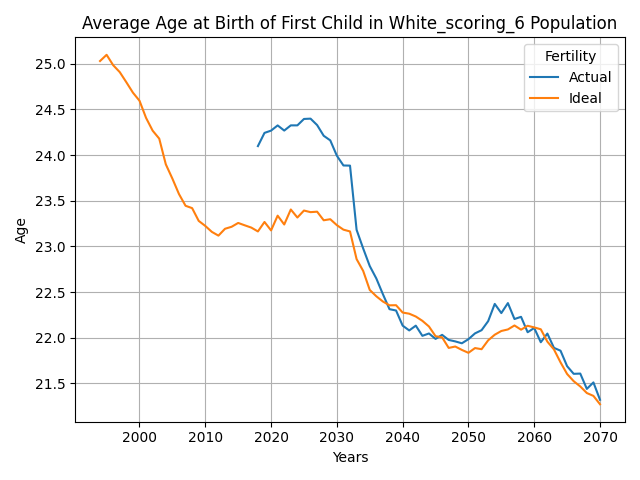 Average Age at Birth of First Child in White_scoring_6 Population
Fertility
Actual
Ideal
25.0
24.5
24.0
23.5
23.0
22.5
22.0
21.5
Age
2000
2010
2020
2030
2040
2050
2060
2070
Years